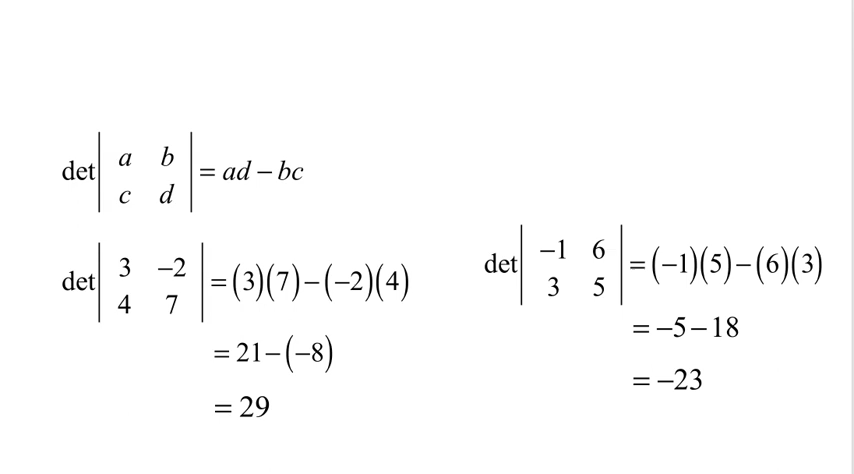 det| a b |
   | c d | = ad − bc
det| 3 −2 |
   | 4 7 | = (3)(7)−(−2)(4)
= 21−(−8)
= 29
det| −1 6 |
   | 3 5 | = (−1)(5)−(6)(3)
= −5−18
= −23